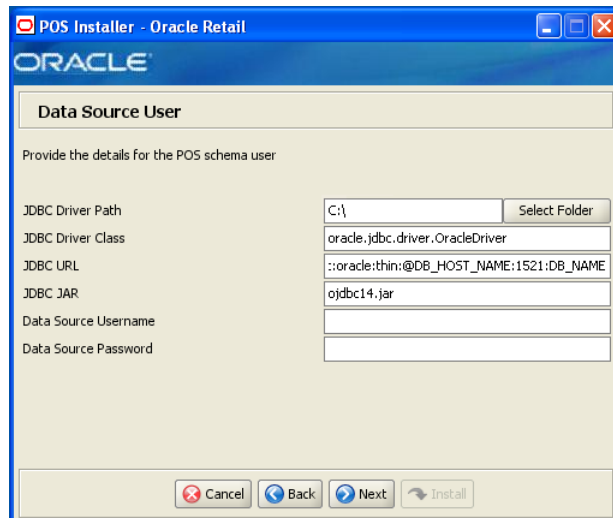 POS Installer - Oracle Retail
ORACLE
Data Source User
Provide the details for the POS schema user
JDBC Driver Path C:\ Select Folder
JDBC Driver Class oracle.jdbc.driver.OracleDriver
JDBC URL ::oracle:thin:@DB_HOST_NAME:1521:DB_NAME
JDBC JAR ojdbc14.jar
Data Source Username
Data Source Password
Cancel Back Next Install